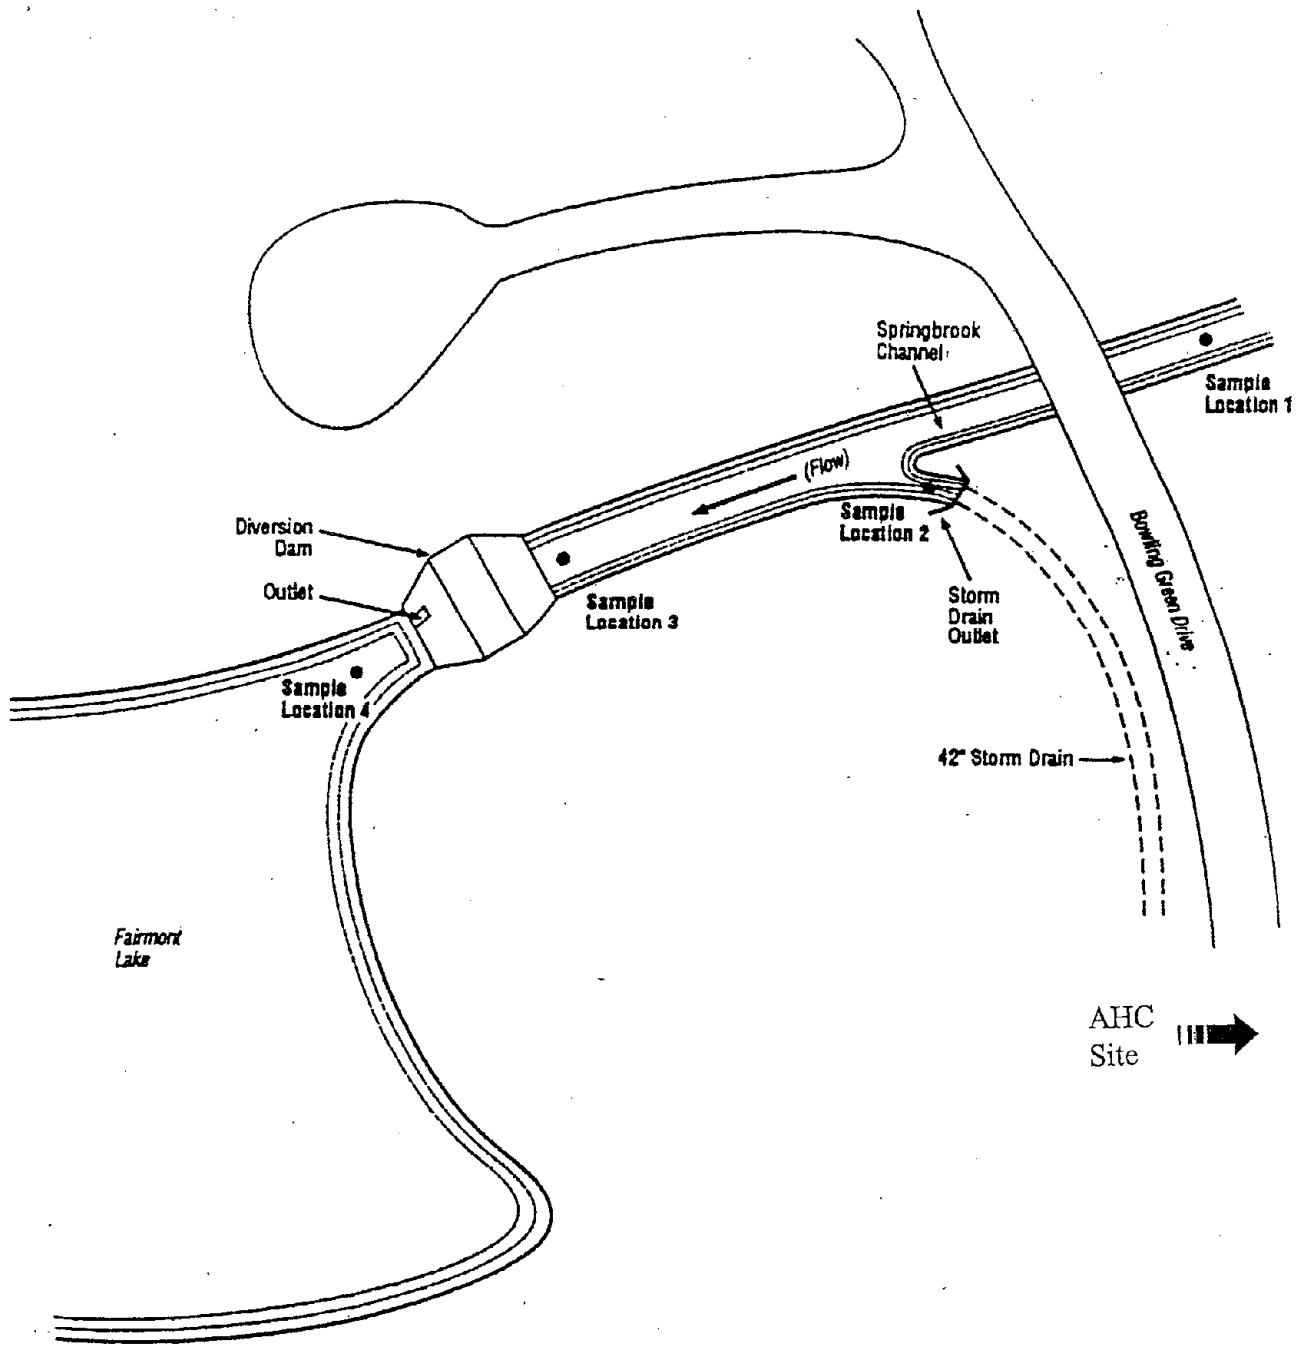 Springbrook
Channel
Sample
Location 1
(Flow)
Sample
Location 2
Diversion
Dam
Outlet
Sample
Location 3
Storm
Drain
Outlet
Bowling Green Drive
Sample
Location 4
42" Storm Drain
Fairmont
Lake
AHC
Site